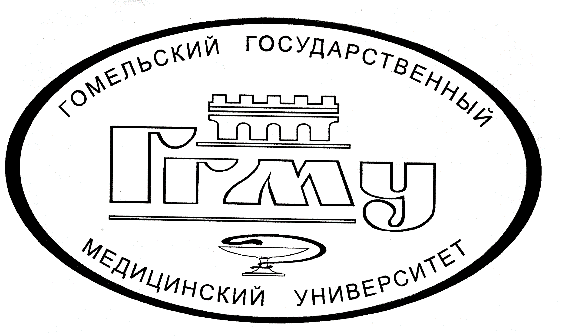 ГОМЕЛЬСКИЙ ГОСУДАРСТВЕННЫЙ
ГГМУ
МЕДИЦИНСКИЙ УНИВЕРСИТЕТ